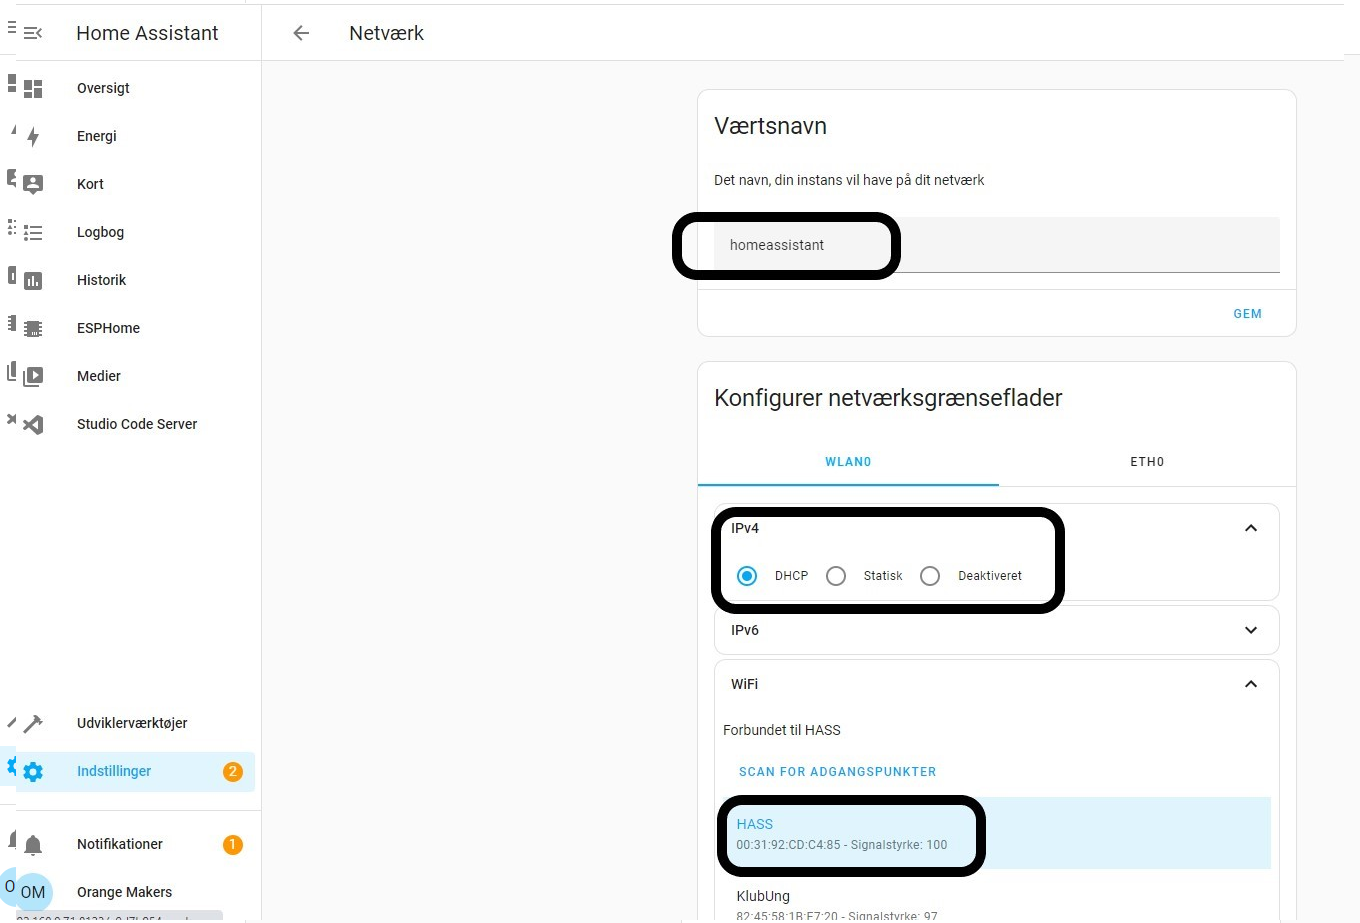 Home Assistant
Netværk
Oversigt
Energi
Kort
Logbog
Historik
ESPHome
Medier
Studio Code Server
Udviklerværktøjer
Indstillinger 2
Notifikationer 1
O OM Orange Makers
Værtsnavn
Det navn, din instans vil have på dit netværk
homeassistant
GEM
Konfigurer netværksgrænseflader
WLAN0 ETH0
IPv4
DHCP Statisk Deaktiveret
IPv6
WiFi
Forbundet til HASS
SCAN FOR ADGANGSPUNKTER
HASS
00:31:92:CD:C4:85 - Signalstyrke: 100
KlubUng
82:45:58:1B:F7:20 - Signalstyrke: 97